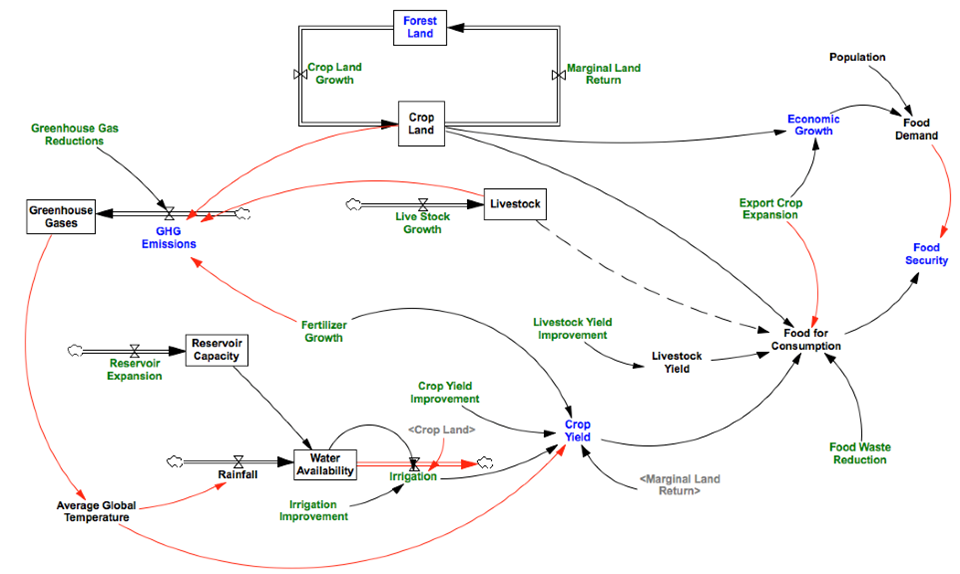 Forest
Land
Crop Land
Growth
Marginal Land
Return
Population
Crop
Land
Economic
Growth
Food
Demand
Greenhouse Gas
Reductions
Greenhouse
Gases
GHG
Emissions
Livestock
Live Stock
Growth
Export Crop
Expansion
Food
Security
Fertilizer
Growth
Livestock Yield
Improvement
Food for
Consumption
Reservoir
Capacity
Reservoir
Expansion
Livestock
Yield
Crop Yield
Improvement
<Crop Land>
Crop
Yield
Food Waste
Reduction
Water
Availability
Rainfall
Irrigation
<Marginal Land
Return>
Average Global
Temperature
Irrigation
Improvement